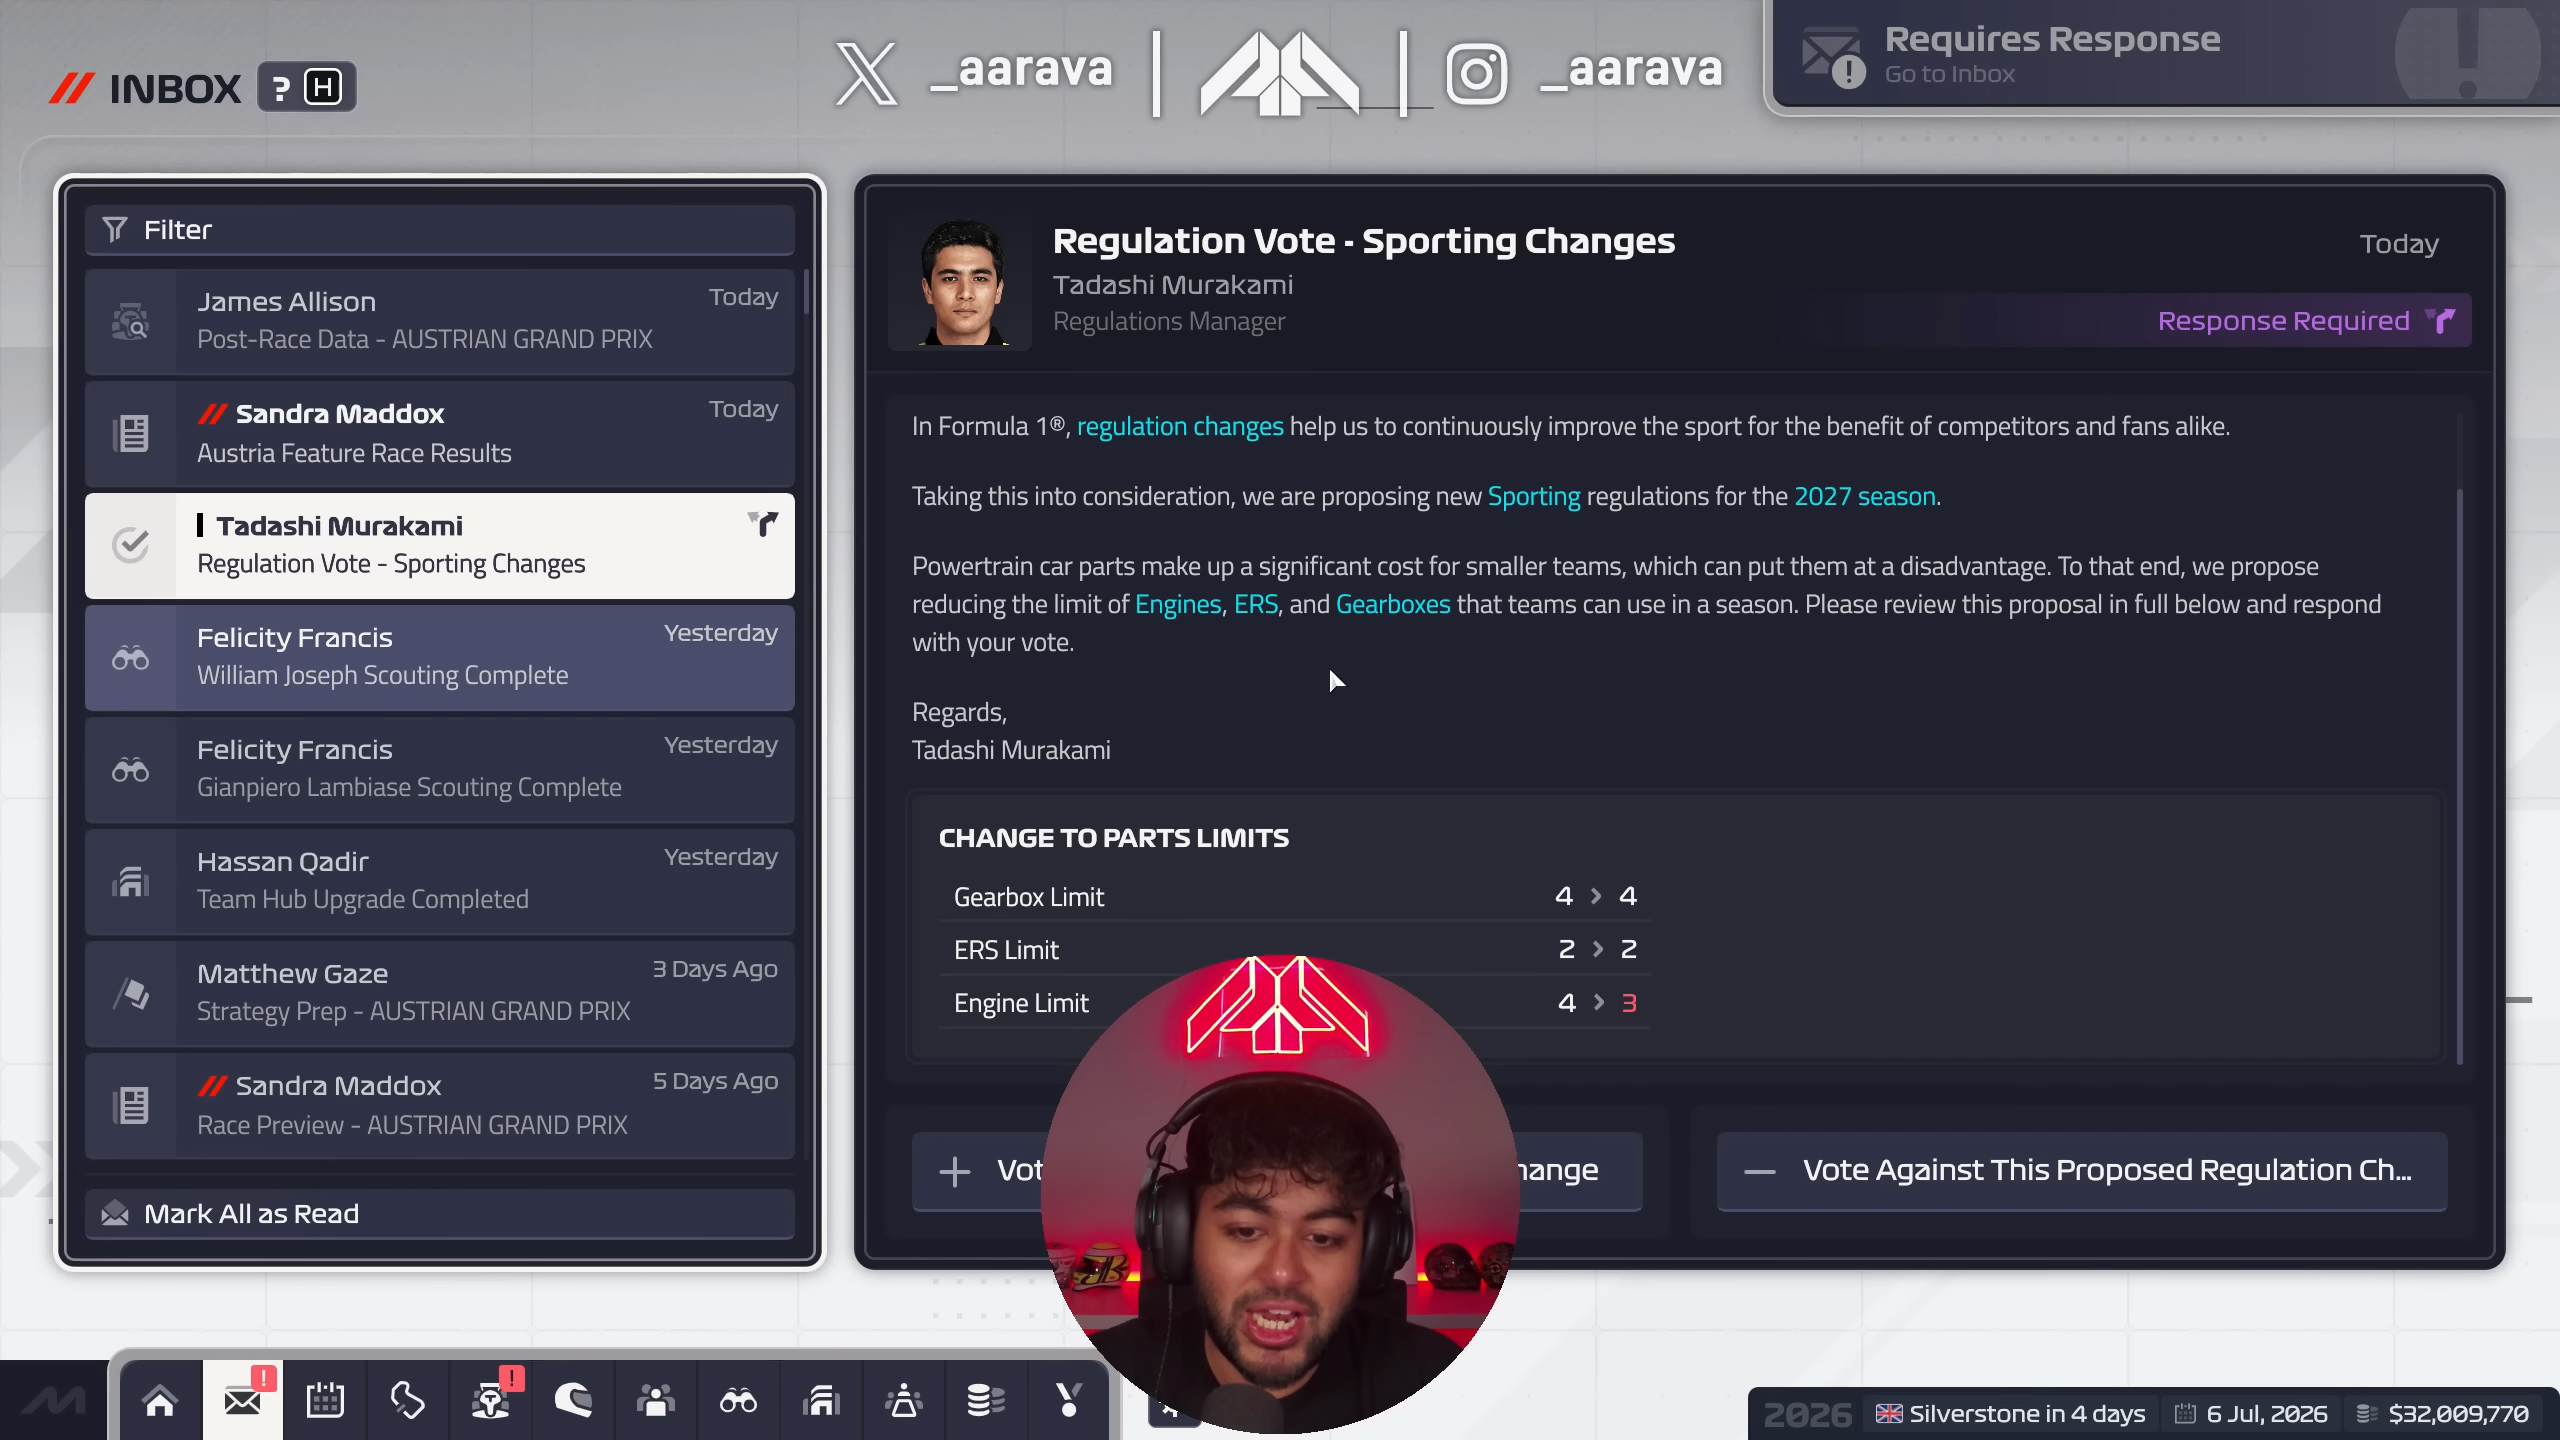 INBOX
? H
_aarava
_aarava
Requires Response
Go to Inbox
Filter
James Allison
Today
Post-Race Data - AUSTRIAN GRAND PRIX
Sandra Maddox
Today
Austria Feature Race Results
Tadashi Murakami
Regulation Vote - Sporting Changes
Felicity Francis
Yesterday
William Joseph Scouting Complete
Felicity Francis
Yesterday
Gianpiero Lambiase Scouting Complete
Hassan Qadir
Yesterday
Team Hub Upgrade Completed
Matthew Gaze
3 Days Ago
Strategy Prep - AUSTRIAN GRAND PRIX
Sandra Maddox
5 Days Ago
Race Preview - AUSTRIAN GRAND PRIX
Mark All as Read
Regulation Vote - Sporting Changes
Today
Tadashi Murakami
Regulations Manager
Response Required
In Formula 1®, regulation changes help us to continuously improve the sport for the benefit of competitors and fans alike.
Taking this into consideration, we are proposing new Sporting regulations for the 2027 season.
Powertrain car parts make up a significant cost for smaller teams, which can put them at a disadvantage. To that end, we propose
reducing the limit of Engines, ERS, and Gearboxes that teams can use in a season. Please review this proposal in full below and respond
with your vote.
Regards,
Tadashi Murakami
CHANGE TO PARTS LIMITS
Gearbox Limit 4 > 4
ERS Limit 2 > 2
Engine Limit 4 > 3
Vote Against This Proposed Regulation Ch...
2026
Silverstone in 4 days
6 Jul, 2026
$32,009,770